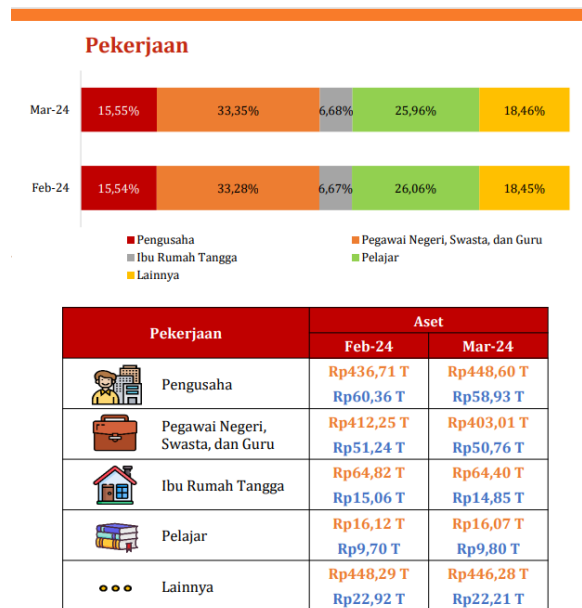 Pekerjaan
Mar-24 15,55% 33,35% 6,68% 25,96% 18,46%
Feb-24 15,54% 33,28% 6,67% 26,06% 18,45%
Pengusaha Pegawai Negeri, Swasta, dan Guru
Ibu Rumah Tangga Pelajar
Lainnya
Pekerjaan Aset
Feb-24 Mar-24
Pengusaha Rp436,71 T Rp448,60 T
Rp60,36 T Rp58,93 T
Pegawai Negeri, Rp412,25 T Rp403,01 T
Swasta, dan Guru Rp51,24 T Rp50,76 T
Ibu Rumah Tangga Rp64,82 T Rp64,40 T
Rp15,06 T Rp14,85 T
Pelajar Rp16,12 T Rp16,07 T
Rp9,70 T Rp9,80 T
Lainnya Rp448,29 T Rp446,28 T
Rp22,92 T Rp22,21 T